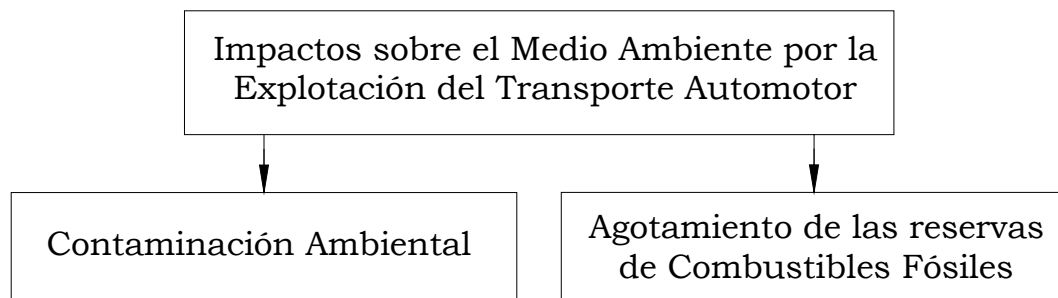 Impactos sobre el Medio Ambiente por la
Explotación del Transporte Automotor
Contaminación Ambiental
Agotamiento de las reservas
de Combustibles Fósiles